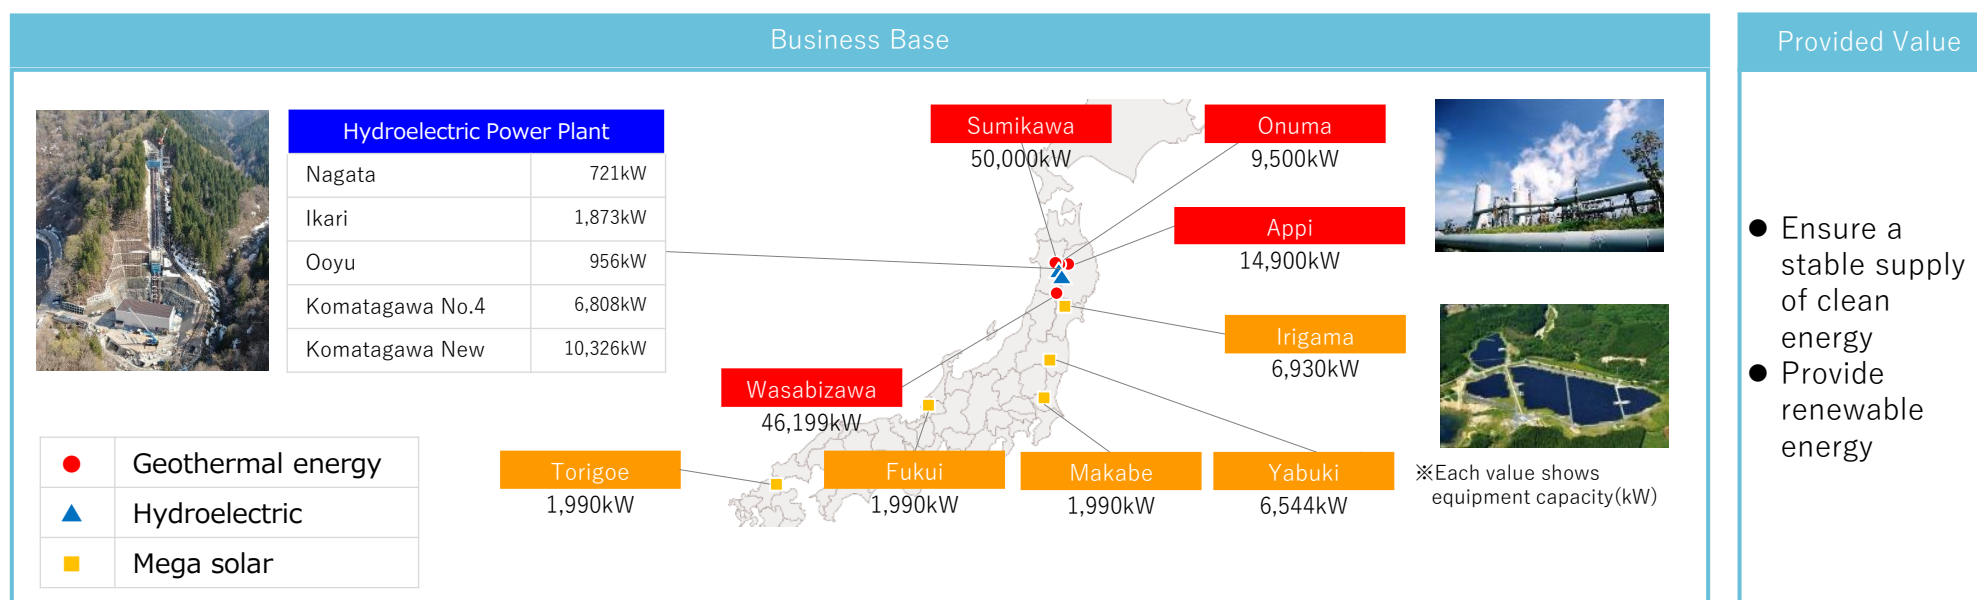 Business Base
Provided Value
Hydroelectric Power Plant
Nagata 721kW
Ikari 1,873kW
Ooyu 956kW
Komatagawa No.4 6,808kW
Komatagawa New 10,326kW
Sumikawa
50,000kW
Onuma
9,500kW
Appi
14,900kW
Irigama
6,930kW
Wasabizawa
46,199kW
Torigoe
1,990kW
Fukui
1,990kW
Makabe
1,990kW
Yabuki
6,544kW
※Each value shows
equipment capacity(kW)
Geothermal energy
Hydroelectric
Mega solar
● Ensure a
stable supply
of clean
energy
● Provide
renewable
energy